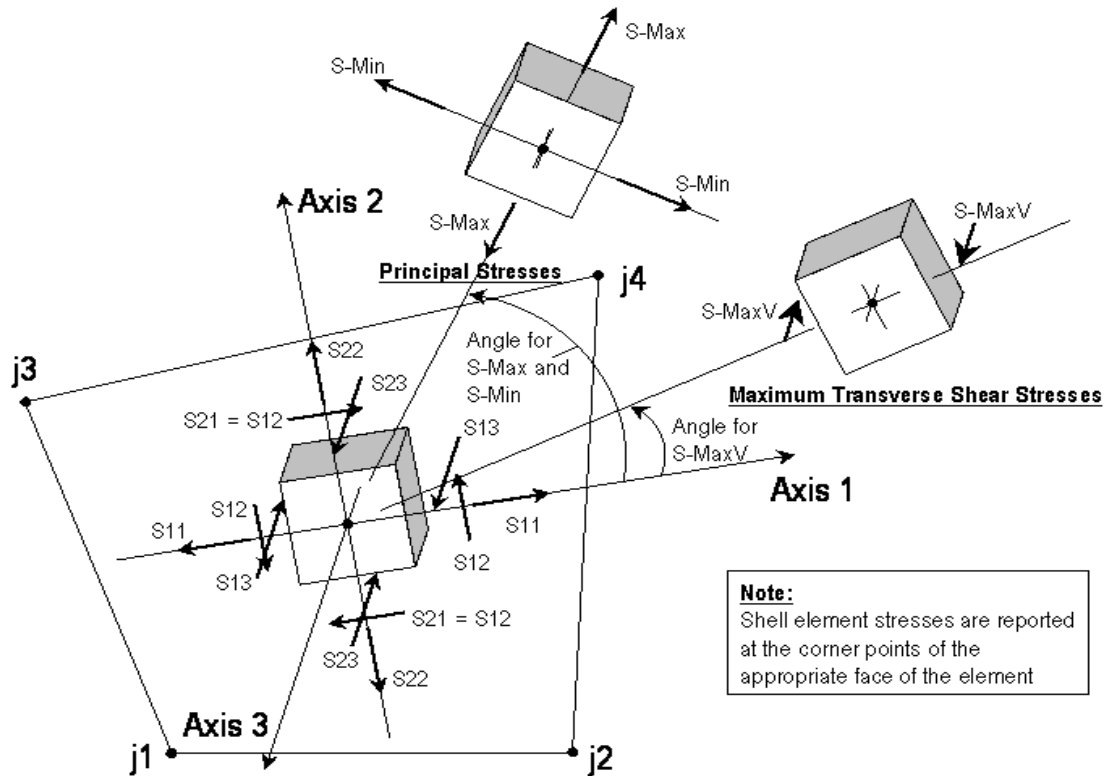 S-Max
S-Min
S-Min
S-Max
Axis 2
Principal Stresses
j4
S-MaxV
S-MaxV
Maximum Transverse Shear Stresses
Angle for
S-Max and
S-Min
Angle for
S-MaxV
j3
S22
S23
S21 = S12
S13
Axis 1
S12
S11
S11
S12
S13
S21 = S12
S23
S22
Axis 3
j1
j2
Note:
Shell element stresses are reported
at the corner points of the
appropriate face of the element